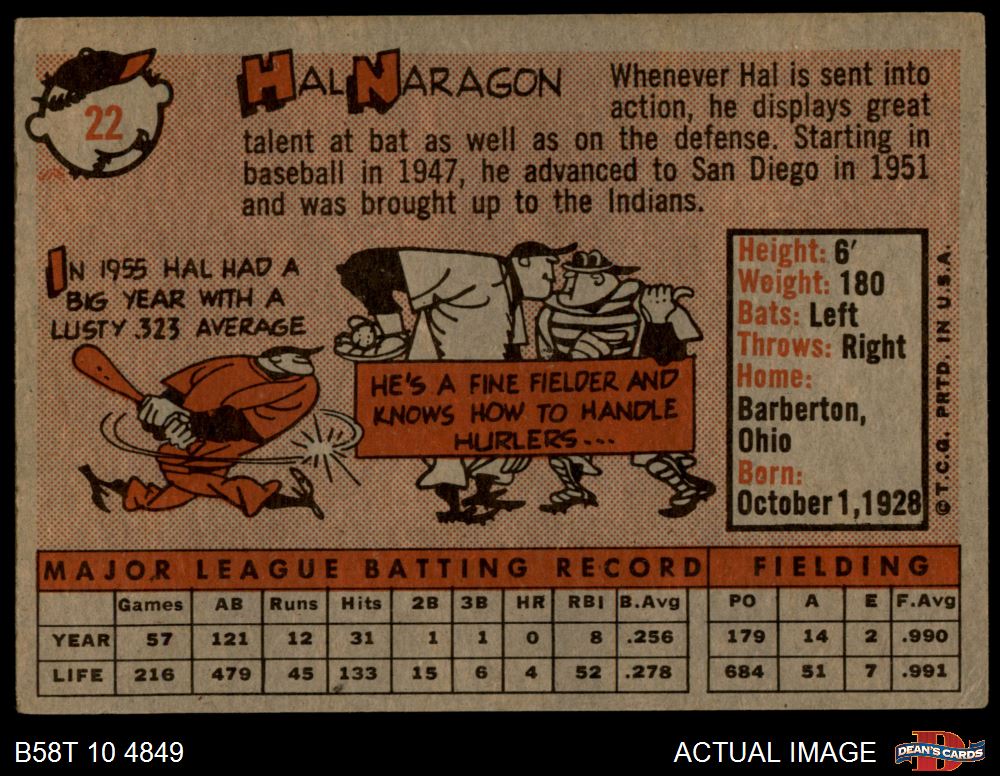 22
HAL NARAGON
Whenever Hal is sent into
action, he displays great
talent at bat as well as on the defense. Starting in
baseball in 1947, he advanced to San Diego in 1951
and was brought up to the Indians.
IN 1955 HAL HAD A
BIG YEAR WITH A
LUSTY .323 AVERAGE
HE'S A FINE FIELDER AND
KNOWS HOW TO HANDLE
HURLERS...
Height: 6'
Weight: 180
Bats: Left
Throws: Right
Home:
Barberton,
Ohio
Born:
October 1, 1928
© T.C.G. PRTD. IN U.S.A.
MAJOR LEAGUE BATTING RECORD FIELDING
Games AB Runs Hits 2B 3B HR RBI B.Avg PO A E F.Avg
YEAR 57 121 12 31 1 1 0 8 .256 179 14 2 .990
LIFE 216 479 45 133 15 6 4 52 .278 684 51 7 .991
B58T 10 4849
ACTUAL IMAGE
DEAN'S CARDS